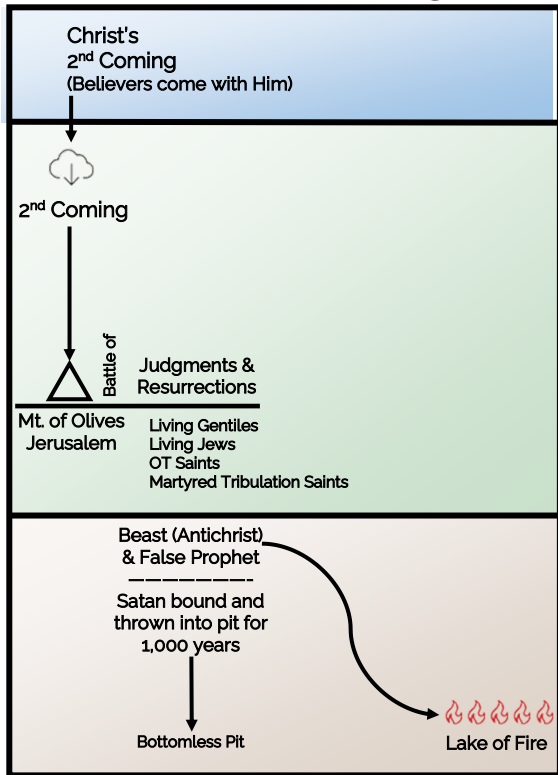 Christ's
2nd Coming
(Believers come with Him)
2nd Coming
Battle of
Judgments &
Resurrections
Mt. of Olives
Jerusalem
Living Gentiles
Living Jews
OT Saints
Martyred Tribulation Saints
Beast (Antichrist)
& False Prophet
Satan bound and
thrown into pit for
1,000 years
Bottomless Pit
Lake of Fire